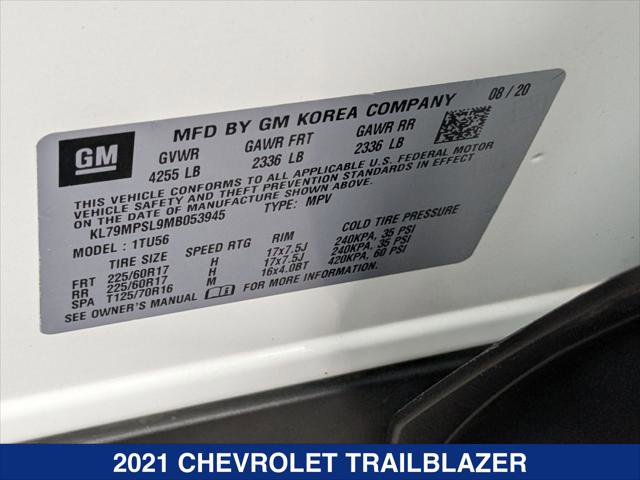 GM
MFD BY GM KOREA COMPANY 08/20
GVWR GAWR FRT GAWR RR
4255 LB 2336 LB 2336 LB
THIS VEHICLE CONFORMS TO ALL APPLICABLE U.S. FEDERAL MOTOR
VEHICLE SAFETY AND THEFT PREVENTION STANDARDS IN EFFECT
ON THE DATE OF MANUFACTURE SHOWN ABOVE.
KL79MPSL9MB053945 TYPE: MPV
MODEL : 1TU56
TIRE SIZE SPEED RTG RIM COLD TIRE PRESSURE
FRT 225/60R17 H 17x7.5J 240KPA, 35 PSI
RR 225/60R17 H 17x7.5J 240KPA, 35 PSI
SPA T125/70R16 M 16x4.0BT 420KPA, 60 PSI
SEE OWNER'S MANUAL FOR MORE INFORMATION
2021 CHEVROLET TRAILBLAZER